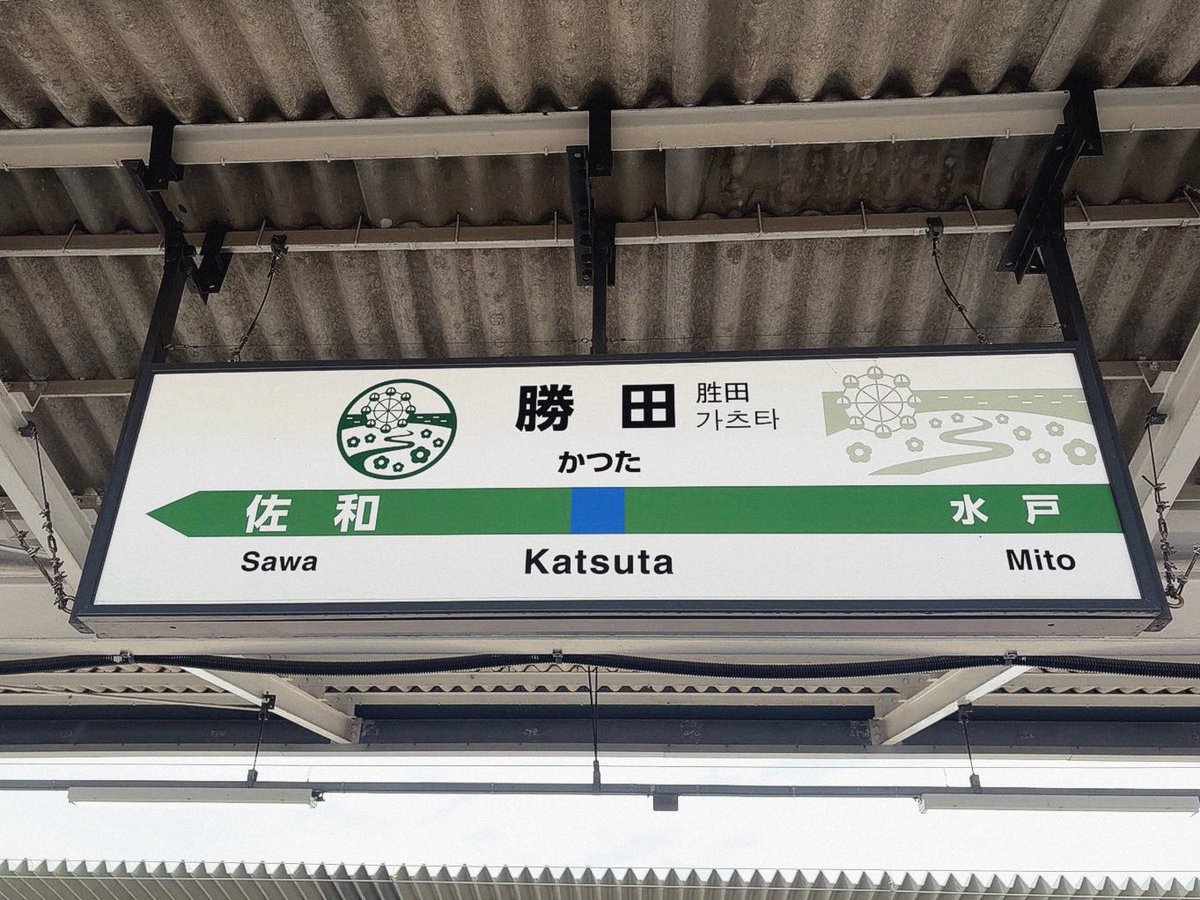 勝田 胜田
가츠타
かつた
佐和 水戸
Sawa Katsuta Mito